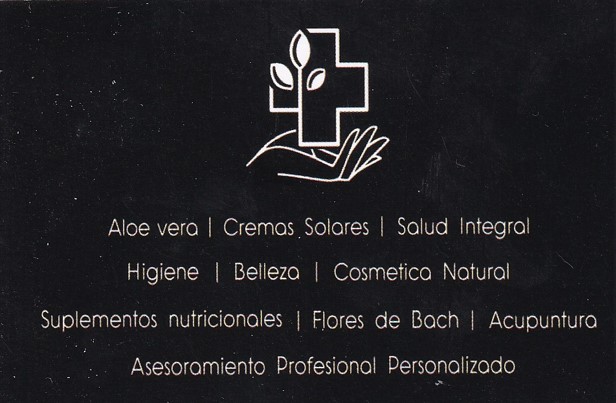 Aloe vera | Cremas Solares | Salud Integral
Higiene | Belleza | Cosmetica Natural
Suplementos nutricionales | Flores de Bach | Acupuntura
Asesoramiento Profesional Personalizado